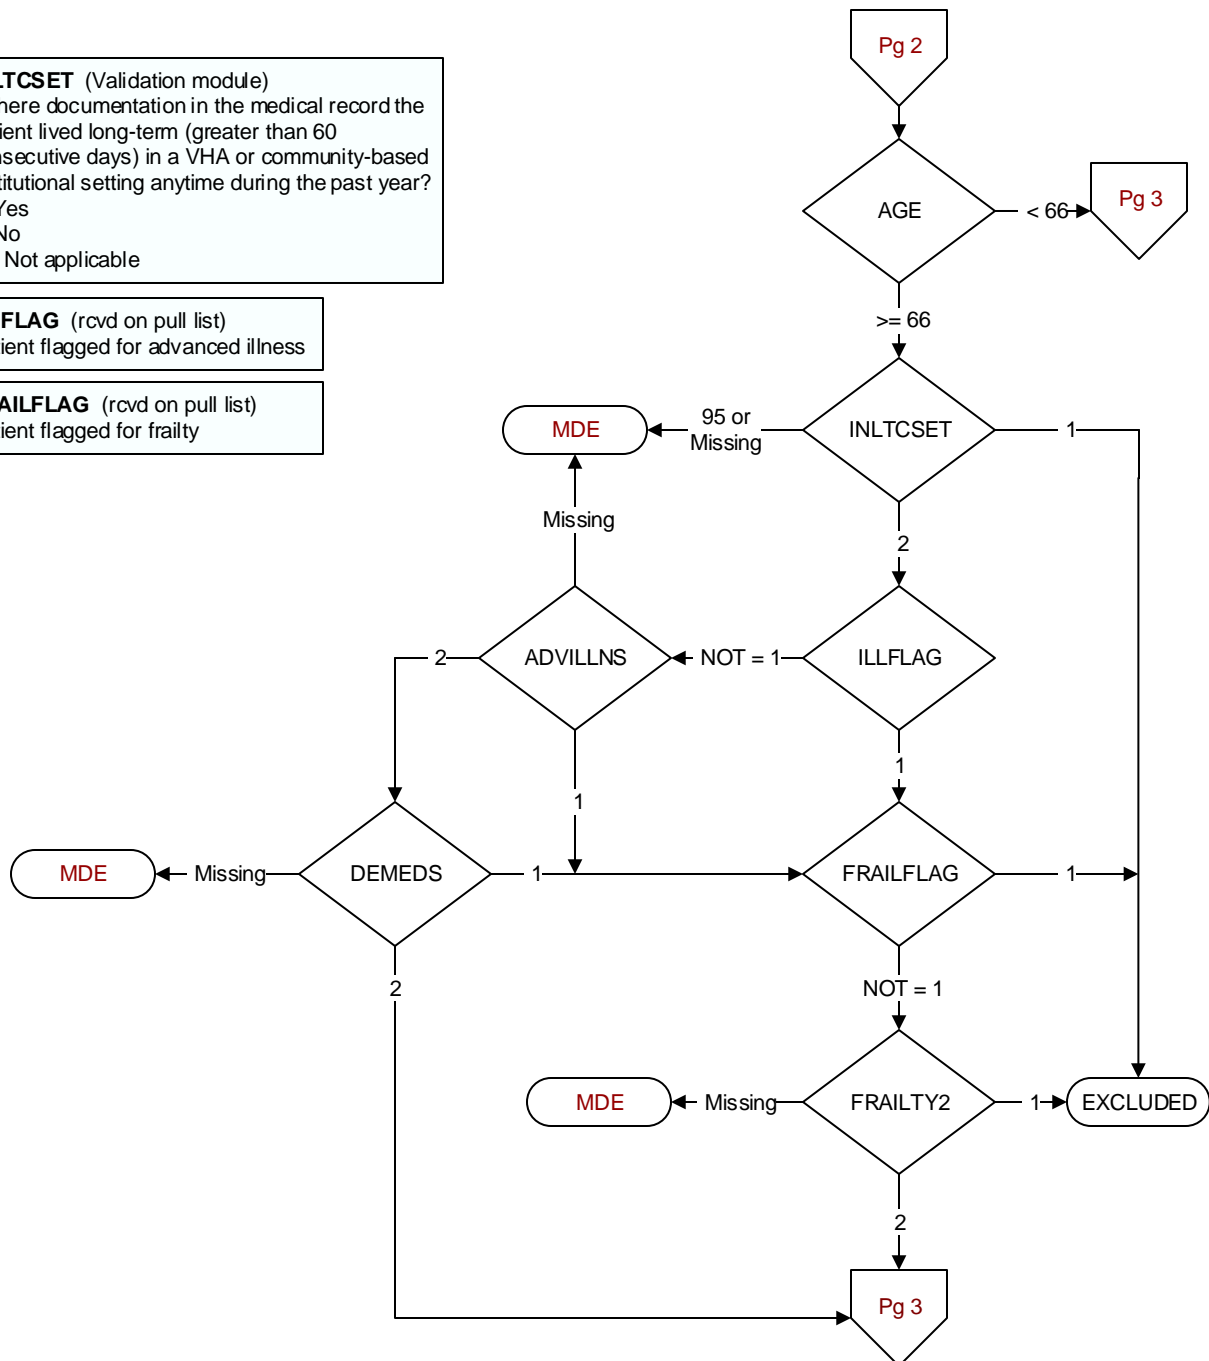 Pg 2
LTCSET (Validation module)
here documentation in the medical record the
ient lived long-term (greater than 60
nsecutive days) in a VHA or community-based
titutional setting anytime during the past year?
Yes
No
Not applicable
AGE
< 66
Pg 3
>= 66
FLAG (rcvd on pull list)
ient flagged for advanced illness
AILFLAG (rcvd on pull list)
ient flagged for frailty
MDE
95 or
Missing
INLTCSET
1
Missing
2
2
ADVILLNS
NOT = 1
ILLFLAG
1
1
MDE
Missing
DEMEDS
1
FRAILFLAG
1
2
NOT = 1
MDE
Missing
FRAILTY2
1
EXCLUDED
2
Pg 3